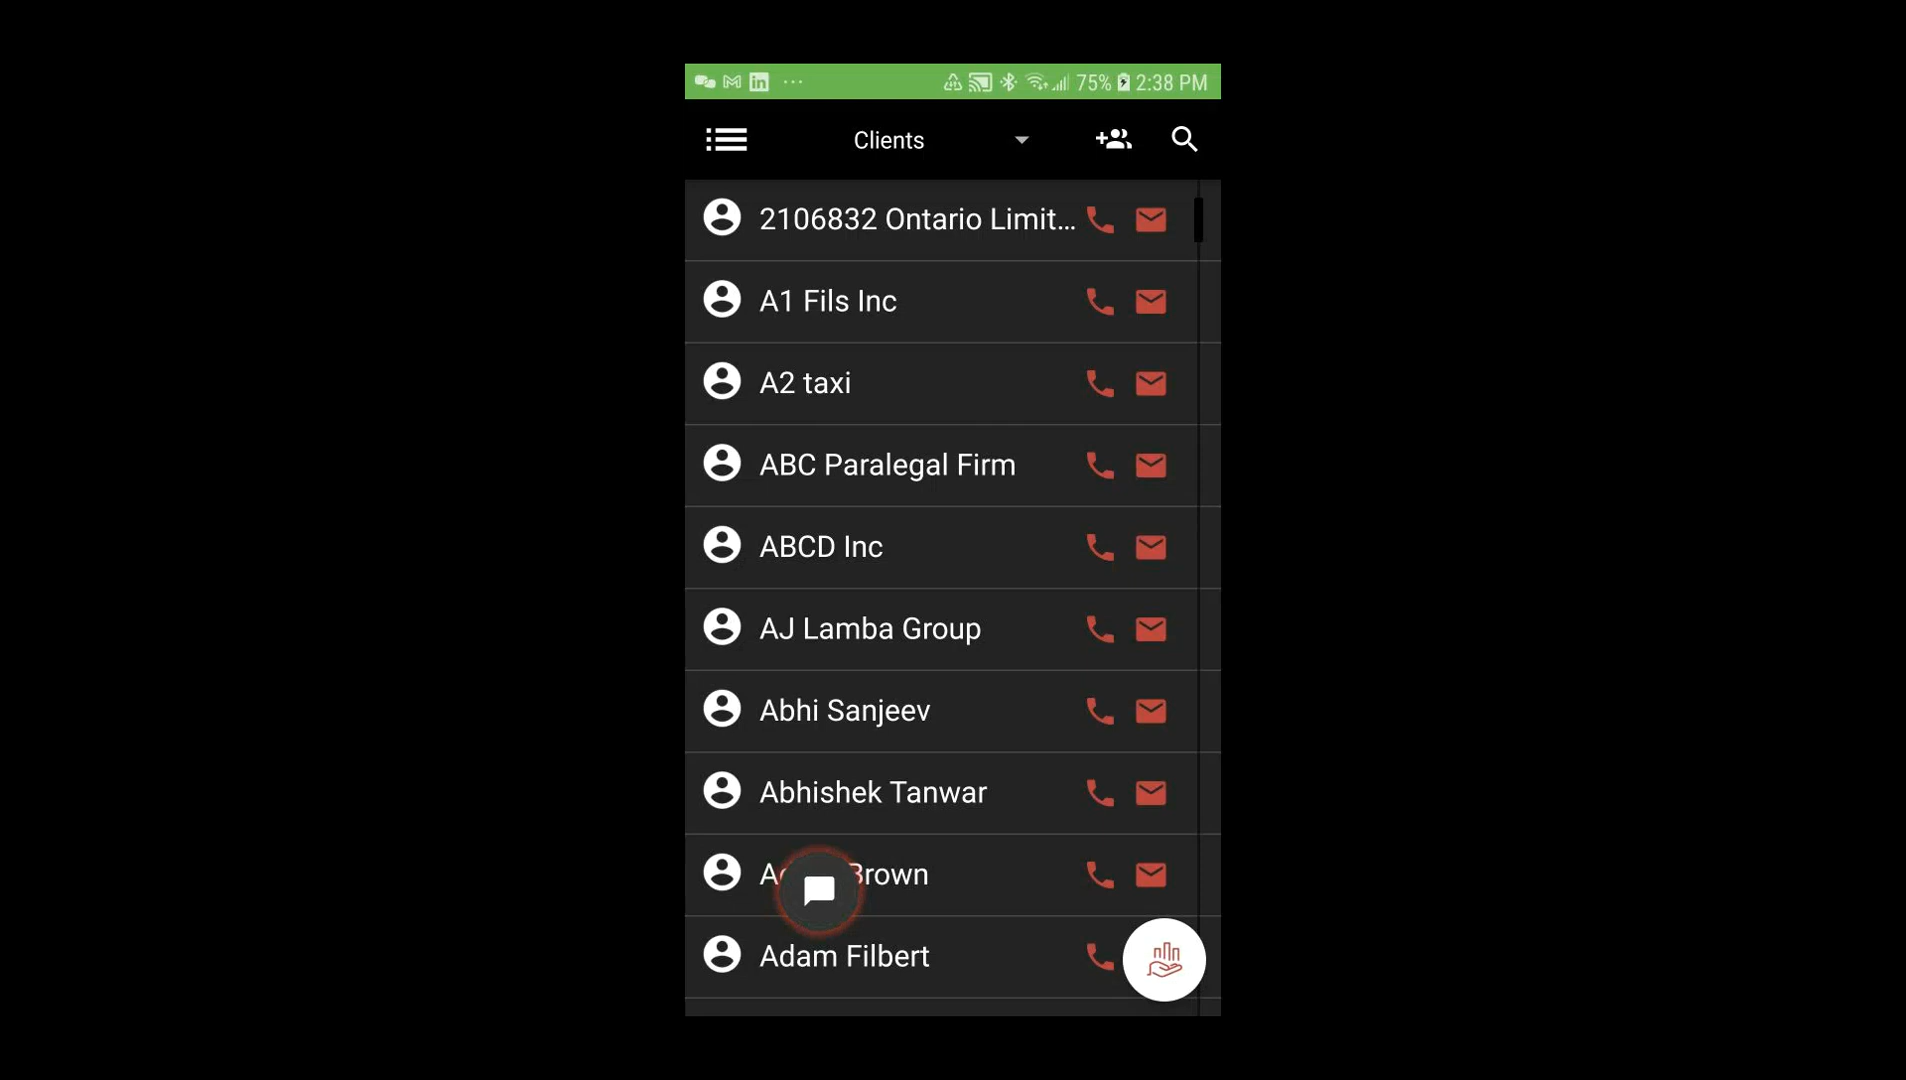 75% 2:38 PM
Clients
2106832 Ontario Limit...
A1 Fils Inc
A2 taxi
ABC Paralegal Firm
ABCD Inc
AJ Lamba Group
Abhi Sanjeev
Abhishek Tanwar
Brown
Adam Filbert